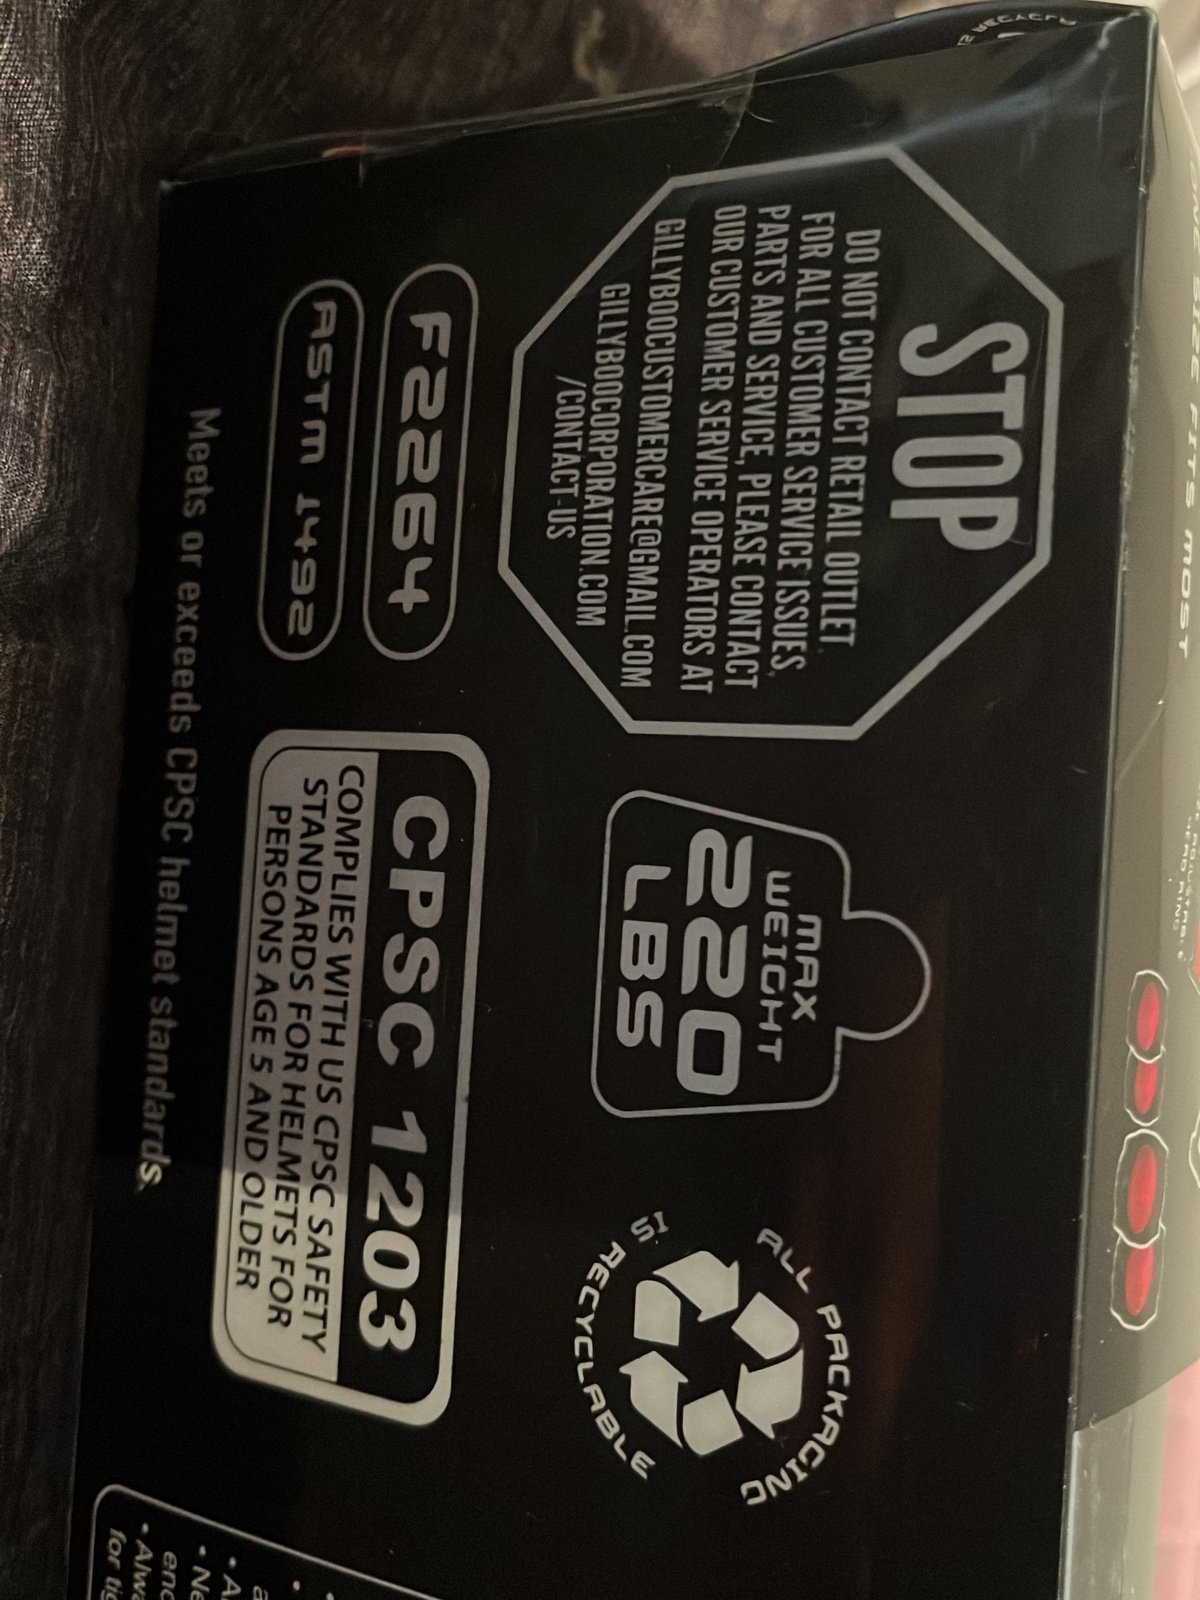 STOP
DO NOT CONTACT RETAIL OUTLET
FOR ALL CUSTOMER SERVICE ISSUES,
PARTS AND SERVICE, PLEASE CONTACT
OUR CUSTOMER SERVICE OPERATORS AT
GILLYBOOCUSTOMERCARE@GMAIL.COM
GILLYBOOCORPORATION.COM
/CONTACT-US
MAX
WEIGHT
220
LBS
ALL PACKAGING
IS RECYCLABLE
F2264
ASTM 1492
CPSC 1203
COMPLIES WITH US CPSC SAFETY
STANDARDS FOR HELMETS FOR
PERSONS AGE 5 AND OLDER
Meets or exceeds CPSC helmet standards.
SIZE FITS MOST